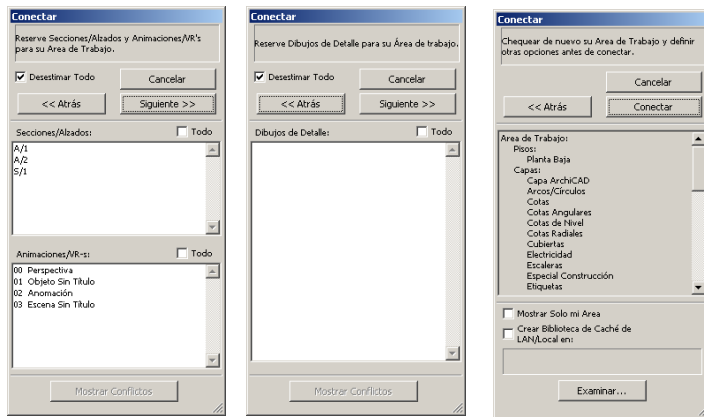 Conectar
Reserve Secciones/Alzados y Animaciones/VR's
para su Area de Trabajo.
Desestimar Todo
Cancelar
<< Atrás
Siguiente >>
Secciones/Alzados:
Todo
A/1
A/2
S/1
Animaciones/VR-s:
Todo
00 Perspectiva
01 Objeto Sin Título
02 Anomación
03 Escena Sin Título
Mostrar Conflictos
Conectar
Reserve Dibujos de Detalle para su Área de trabajo.
Desestimar Todo
Cancelar
<< Atrás
Siguiente >>
Dibujos de Detalle:
Todo
Mostrar Conflictos
Conectar
Chequear de nuevo su Area de Trabajo y definir
otras opciones antes de conectar.
Cancelar
<< Atrás
Conectar
Area de Trabajo:
Pisos:
Planta Baja
Capas:
Capa ArchiCAD
Arcos/Círculos
Cotas
Cotas Angulares
Cotas de Nivel
Cotas Radiales
Cubiertas
Electricidad
Escaleras
Especial Construcción
Etiquetas
Mostrar Solo mi Area
Crear Biblioteca de Caché de
LAN/Local en:
Examinar...